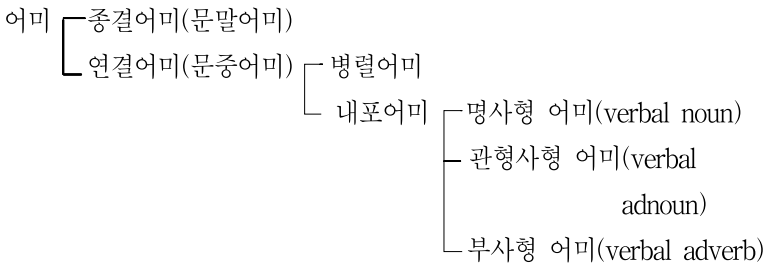 어미 종결어미(문말어미)
연결어미(문중어미) 병렬어미
내포어미 명사형 어미(verbal noun)
관형사형 어미(verbal
adnoun)
부사형 어미(verbal adverb)